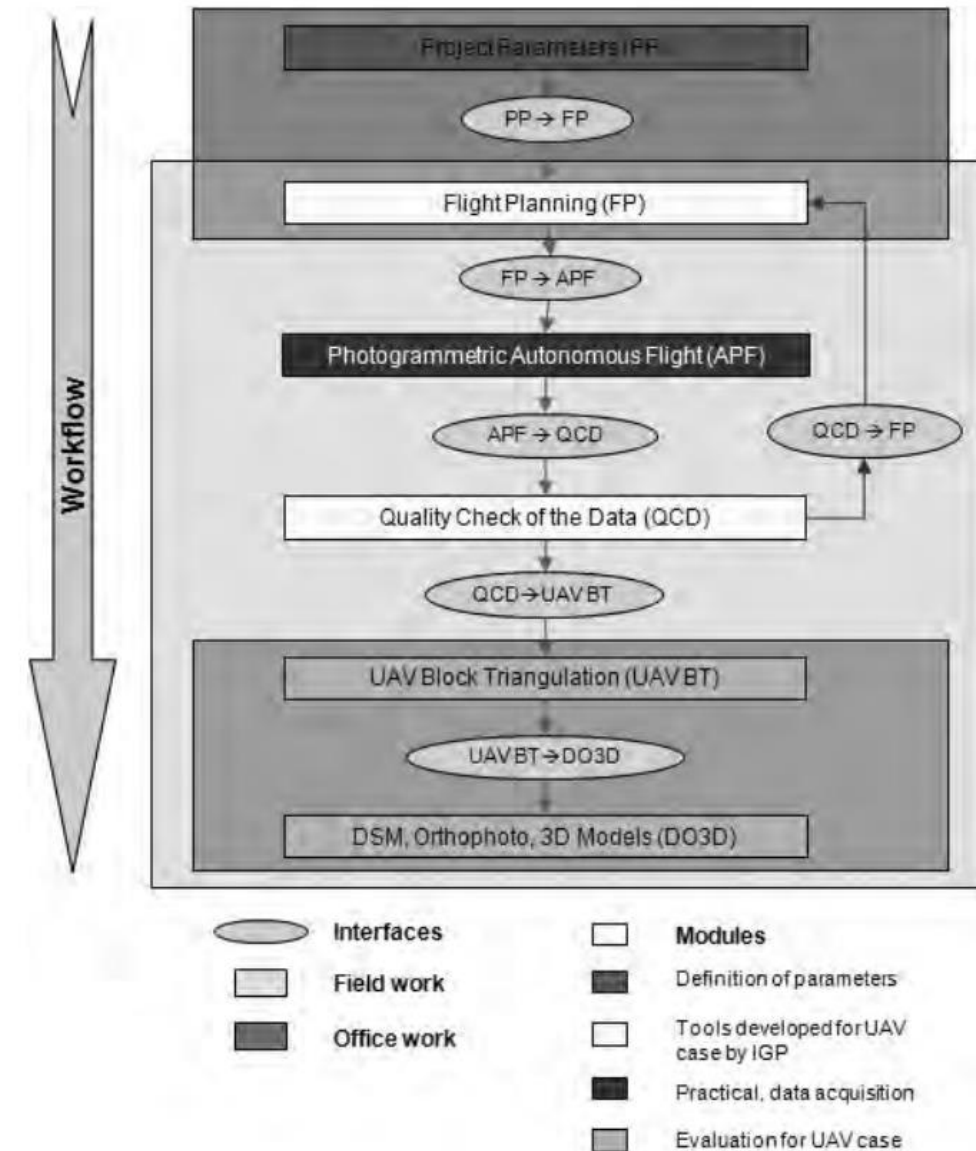 Project Parameters (PP)
PP → FP
Flight Planning (FP)
FP → APF
Photogrammetric Autonomous Flight (APF)
APF → QCD
QCD → FP
Quality Check of the Data (QCD)
QCD→UAV BT
UAV Block Triangulation (UAV BT)
UAV BT→DO3D
DSM, Orthophoto, 3D Models (DO3D)
Workflow
Interfaces
Field work
Office work
Modules
Definition of parameters
Tools developed for UAV
case by IGP
Practical, data acquisition
Evaluation for UAV case